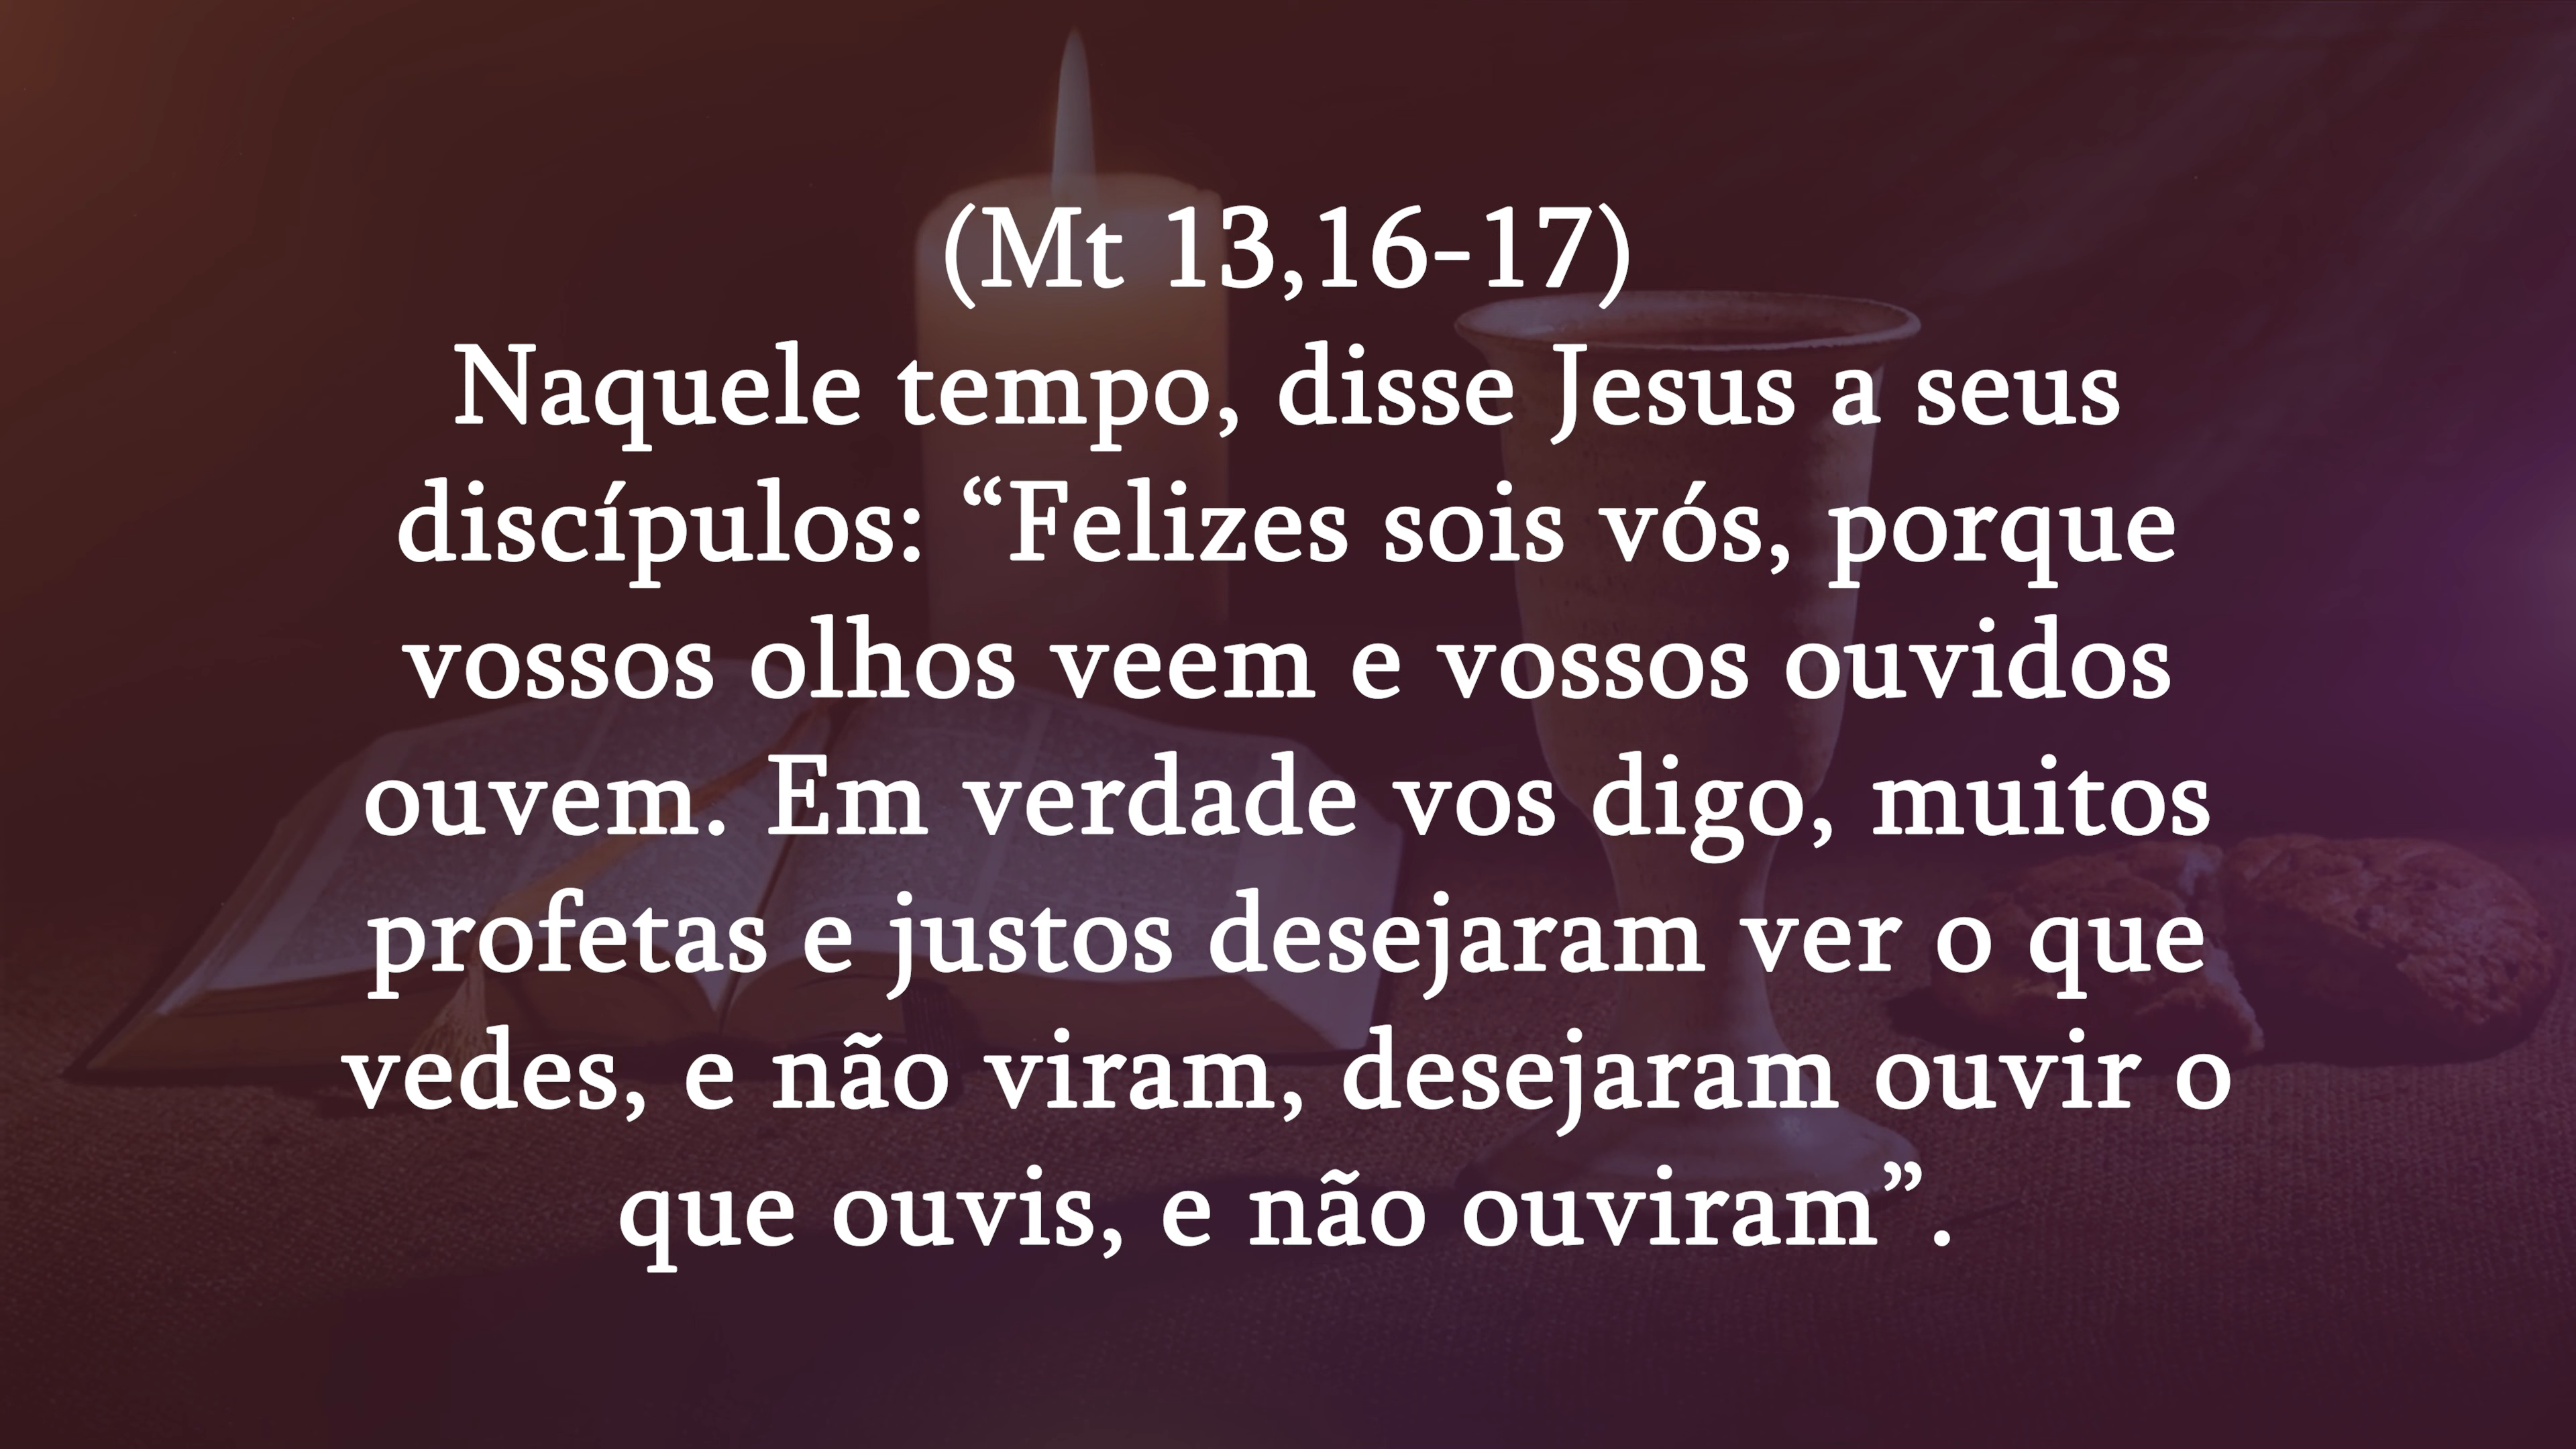 (Mt 13,16-17)
Naquele tempo, disse Jesus a seus
discípulos: “Felizes sois vós, porque
vossos olhos veem e vossos ouvidos
ouvem. Em verdade vos digo, muitos
profetas e justos desejaram ver o que
vedes, e não viram, desejaram ouvir o
que ouvis, e não ouviram”.